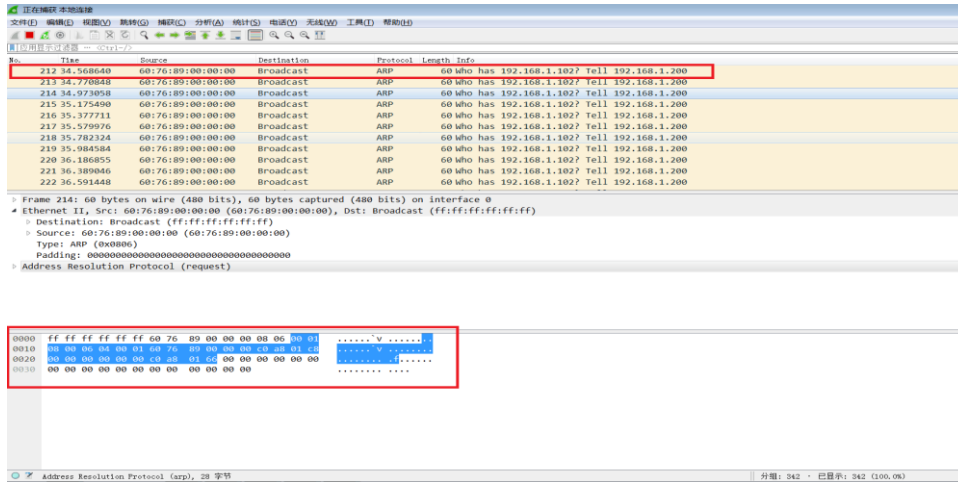 正在捕获 本地连接
文件(F) 编辑(E) 视图(V) 跳转(G) 捕获(C) 分析(A) 统计(S) 电话(Y) 无线(W) 工具(T) 帮助(H)
应用显示过滤器 … <Ctrl-/>
No. Time Source Destination Protocol Length Info
212 34.568640 60:76:89:00:00:00 Broadcast ARP 60 Who has 192.168.1.102? Tell 192.168.1.200
213 34.770848 60:76:89:00:00:00 Broadcast ARP 60 Who has 192.168.1.102? Tell 192.168.1.200
214 34.973058 60:76:89:00:00:00 Broadcast ARP 60 Who has 192.168.1.102? Tell 192.168.1.200
215 35.175490 60:76:89:00:00:00 Broadcast ARP 60 Who has 192.168.1.102? Tell 192.168.1.200
216 35.377711 60:76:89:00:00:00 Broadcast ARP 60 Who has 192.168.1.102? Tell 192.168.1.200
217 35.579976 60:76:89:00:00:00 Broadcast ARP 60 Who has 192.168.1.102? Tell 192.168.1.200
218 35.782324 60:76:89:00:00:00 Broadcast ARP 60 Who has 192.168.1.102? Tell 192.168.1.200
219 35.984584 60:76:89:00:00:00 Broadcast ARP 60 Who has 192.168.1.102? Tell 192.168.1.200
220 36.186855 60:76:89:00:00:00 Broadcast ARP 60 Who has 192.168.1.102? Tell 192.168.1.200
221 36.389046 60:76:89:00:00:00 Broadcast ARP 60 Who has 192.168.1.102? Tell 192.168.1.200
222 36.591448 60:76:89:00:00:00 Broadcast ARP 60 Who has 192.168.1.102? Tell 192.168.1.200
Frame 214: 60 bytes on wire (480 bits), 60 bytes captured (480 bits) on interface 0
Ethernet II, Src: 60:76:89:00:00:00 (60:76:89:00:00:00), Dst: Broadcast (ff:ff:ff:ff:ff:ff)
Destination: Broadcast (ff:ff:ff:ff:ff:ff)
Source: 60:76:89:00:00:00 (60:76:89:00:00:00)
Type: ARP (0x0806)
Padding: 000000000000000000000000000000000000
Address Resolution Protocol (request)
0000 ff ff ff ff ff ff 60 76 89 00 00 00 08 06 00 01 ......`v ........
0010 08 00 06 04 00 01 60 76 89 00 00 00 c0 a8 01 c8 ......`v ........
0020 00 00 00 00 00 00 c0 a8 01 66 00 00 00 00 00 00 ........ .f......
0030 00 00 00 00 00 00 00 00 00 00 00 00 ........ ....
Address Resolution Protocol (arp), 28 字节
分组: 342 · 已显示: 342 (100.0%)